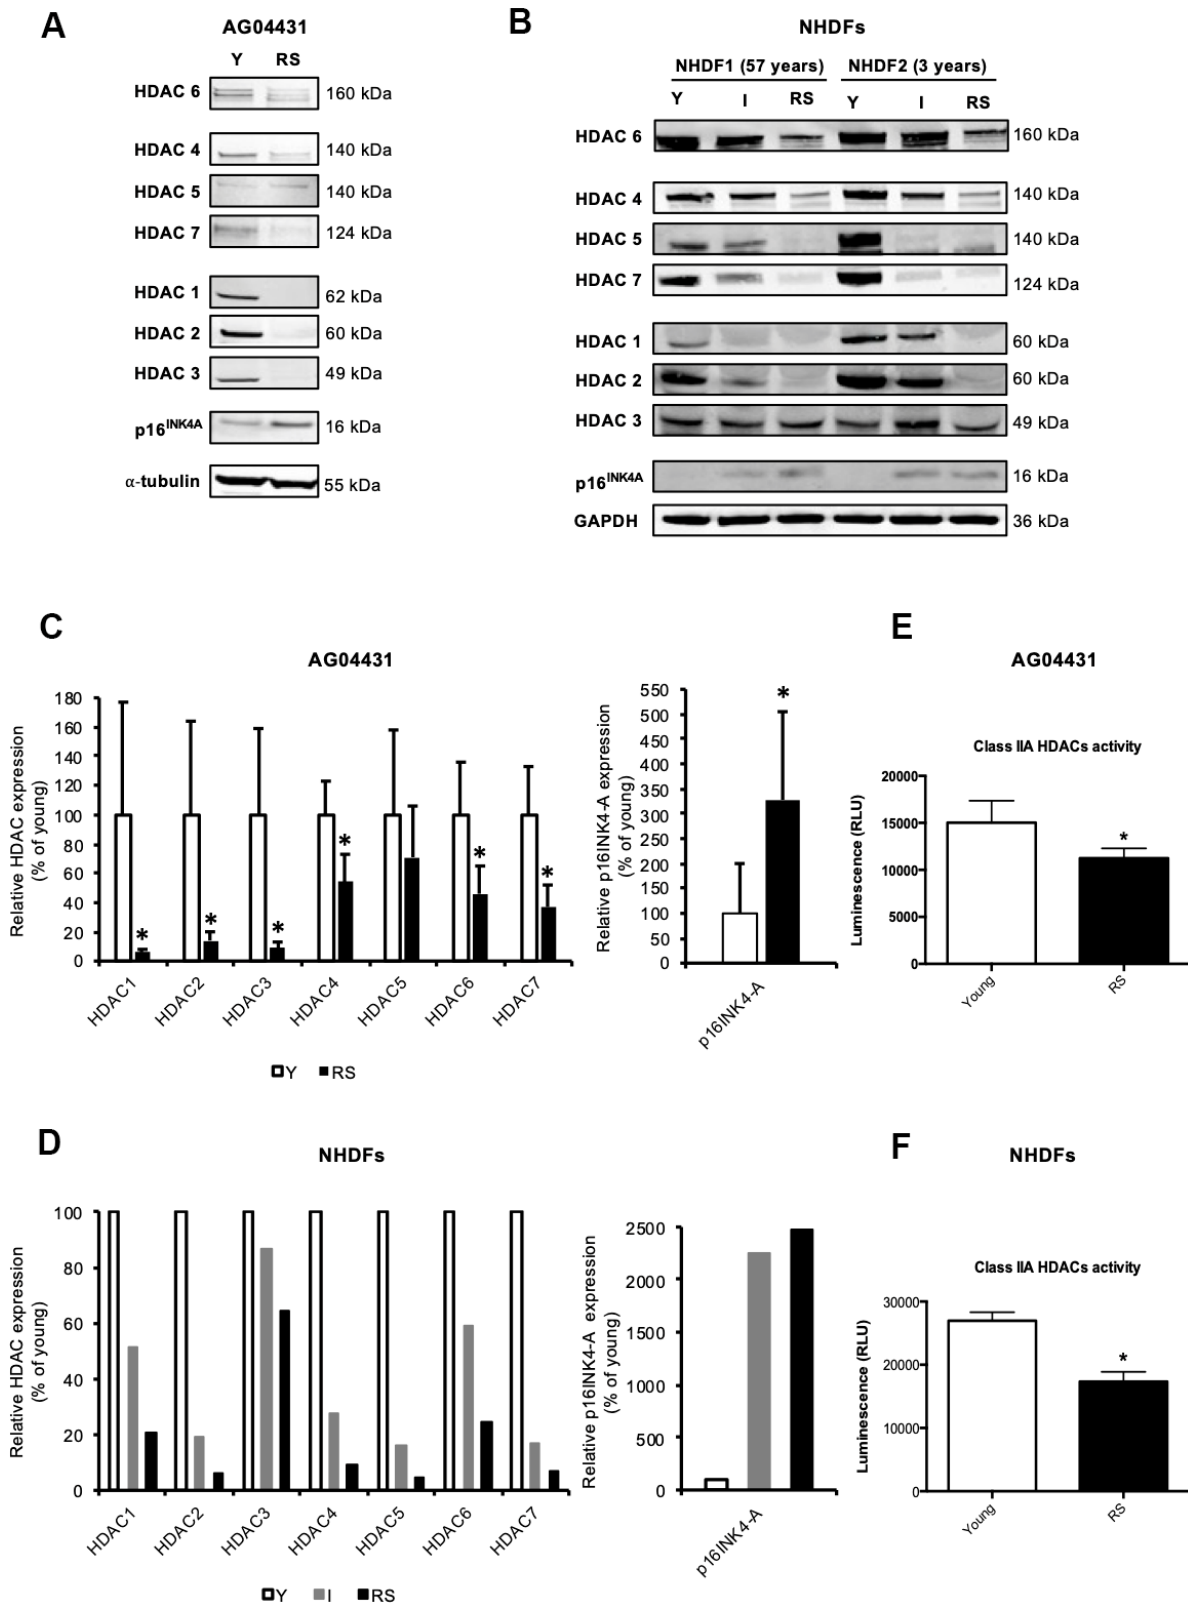 A
AG04431
Y RS
HDAC 6 160 kDa
HDAC 4 140 kDa
HDAC 5 140 kDa
HDAC 7 124 kDa
HDAC 1 62 kDa
HDAC 2 60 kDa
HDAC 3 49 kDa
p16INK4A 16 kDa
α-tubulin 55 kDa
B
NHDFs
NHDF1 (57 years) NHDF2 (3 years)
Y I RS Y I RS
HDAC 6 160 kDa
HDAC 4 140 kDa
HDAC 5 140 kDa
HDAC 7 124 kDa
HDAC 1 60 kDa
HDAC 2 60 kDa
HDAC 3 49 kDa
p16INK4A 16 kDa
GAPDH 36 kDa
C
AG04431
Relative HDAC expression
(% of young)
180
160
140
120
100
80
60
40
20
0
* * * * * *
HDAC1 HDAC2 HDAC3 HDAC4 HDAC5 HDAC6 HDAC7
Y RS
Relative p16INK4-A expression
(% of young)
550
500
450
400
350
300
250
200
150
100
50
0
*
p16INK4-A
E
AG04431
Class IIA HDACs activity
Luminescence (RLU)
20000
15000
10000
5000
0
*
Young RS
D
NHDFs
Relative HDAC expression
(% of young)
100
80
60
40
20
0
HDAC1 HDAC2 HDAC3 HDAC4 HDAC5 HDAC6 HDAC7
Y I RS
Relative p16INK4-A expression
(% of young)
2500
2000
1500
1000
500
0
p16INK4-A
F
NHDFs
Class IIA HDACs activity
Luminescence (RLU)
30000
20000
10000
0
*
Young RS